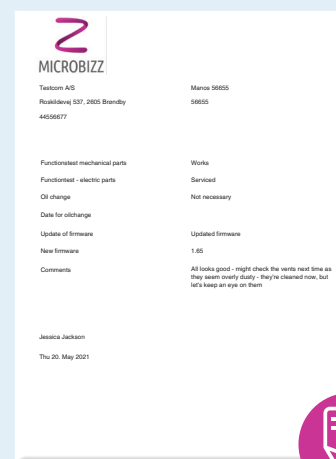 MICROBIZZ
Testcom A/S Manos 56655
Roskildevej 537, 2605 Brøndby 56655
44556677
Functionstest mechanical parts Works
Functiontest - electric parts Serviced
Oil change Not necessary
Date for oilchange
Update of firmware Updated firmware
New firmware 1.65
Comments All looks good - might check the vents next time as
they seem overly dusty - they're cleaned now, but
let's keep an eye on them
Jessica Jackson
Thu 20. May 2021